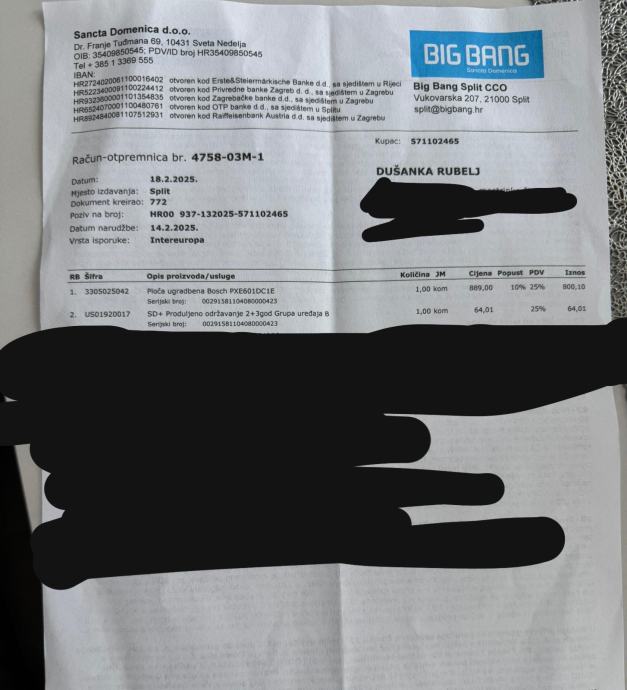 Sancta Domenica d.o.o.
Dr. Franje Tuđmana 69, 10431 Sveta Nedelja
OIB: 35409850545; PDV/ID broj HR35409850545
Tel + 385 1 3369 555
IBAN:
HR2724020061100016402 otvoren kod Erste&Steiermärkische Banke d.d., sa sjedištem u Rijeci
HR5223400091100224412 otvoren kod Privredne banke Zagreb d.d., sa sjedištem u Zagrebu
HR9323600001101354835 otvoren kod Zagrebačke banke d.d., sa sjedištem u Zagrebu
HR6524070001100480761 otvoren kod OTP banke d.d., sa sjedištem u Splitu
HR8924840081107512931 otvoren kod Raiffeisenbank Austria d.d. sa sjedištem u Zagrebu
BIG BANG
Sancta Domenica
Big Bang Split CCO
Vukovarska 207, 21000 Split
split@bigbang.hr
Kupac: 571102465
DUŠANKA RUBELJ
Račun-otpremnica br. 4758-03M-1
Datum: 18.2.2025.
Mjesto izdavanja: Split
Dokument kreirao: 772
Poziv na broj: HR00 937-132025-571102465
Datum narudžbe: 14.2.2025.
Vrsta isporuke: Intereuropa
RB Šifra Opis proizvoda/usluge Količina JM Cijena Popust PDV Iznos
1. 3305025042 Ploča ugradbena Bosch PXE601DC1E 1,00 kom 889,00 10% 25% 800,10
Serijski broj: 00291581104080000423
2. US01920017 SD+ Produljeno održavanje 2+3god Grupa uređaja B 1,00 kom 64,01 25% 64,01
Serijski broj: 00291581104080000423